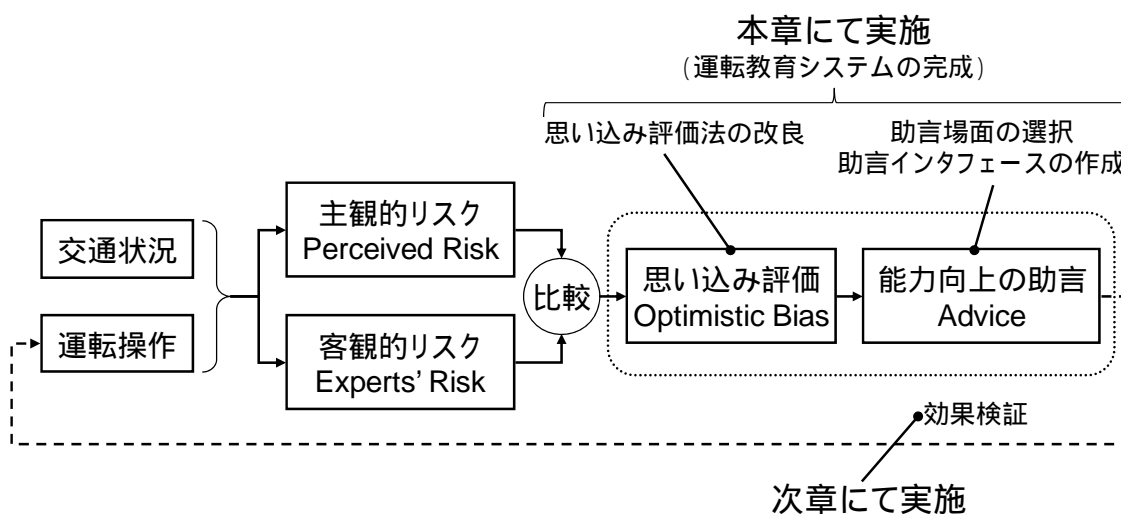 本章にて実施
(運転教育システムの完成)
思い込み評価法の改良
助言場面の選択
助言インタフェースの作成
交通状況
運転操作
主観的リスク
Perceived Risk
客観的リスク
Experts' Risk
比較
思い込み評価
Optimistic Bias
能力向上の助言
Advice
効果検証
次章にて実施